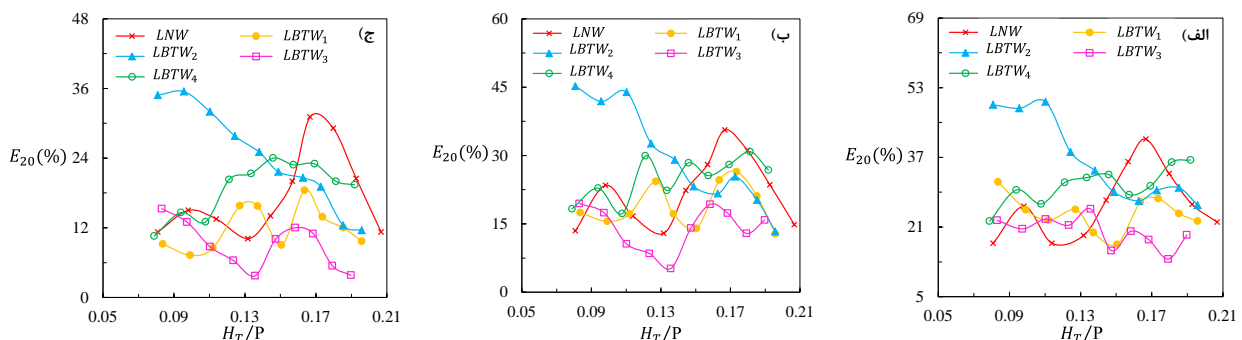 48
36
24
12
0
0.05
0.09
0.13
0.17
0.21
E₂₀(%)
H_T/P
LNW
LBTW₁
LBTW₂
LBTW₃
LBTW₄
ج)
60
45
30
15
0
0.05
0.09
0.13
0.17
0.21
E₂₀(%)
H_T/P
LNW
LBTW₁
LBTW₂
LBTW₃
LBTW₄
ب)
69
53
37
21
5
0.05
0.09
0.13
0.17
0.21
E₂₀(%)
H_T/P
LNW
LBTW₁
LBTW₂
LBTW₃
LBTW₄
الف)